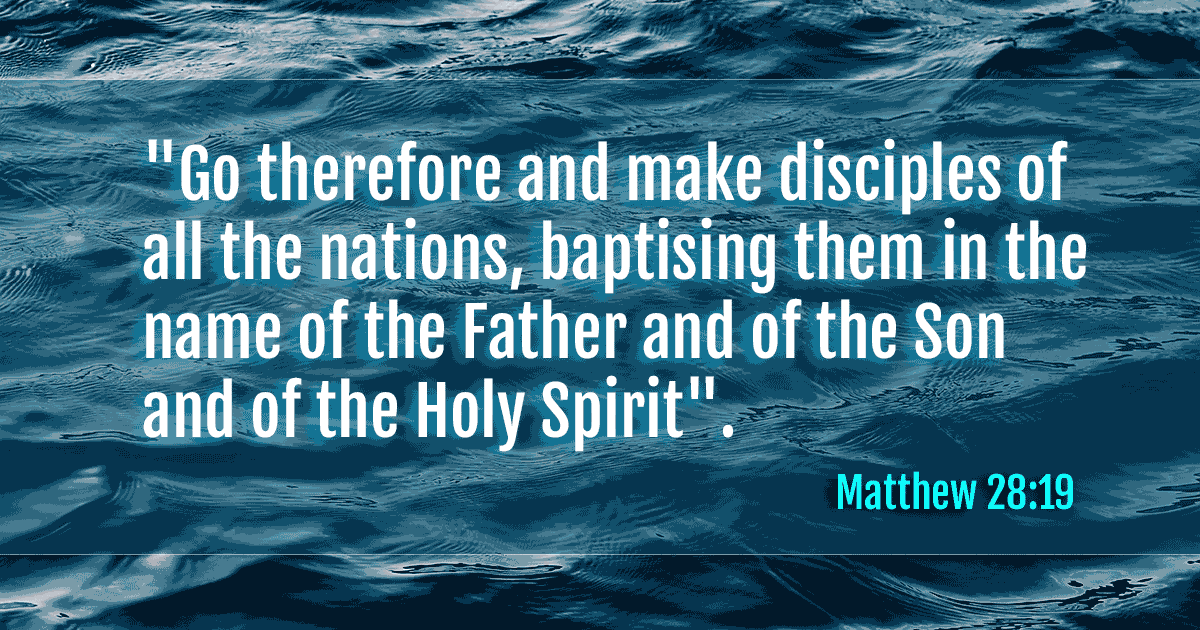 "Go therefore and make disciples of
all the nations, baptising them in the
name of the Father and of the Son
and of the Holy Spirit".
Matthew 28:19